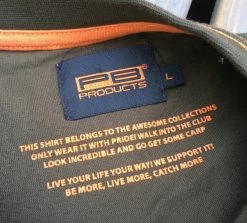 PB®
PRODUCTS
L
THIS SHIRT BELONGS TO THE AWESOME COLLECTIONS
ONLY WEAR IT WITH PRIDE! WALK INTO THE CLUB
LOOK INCREDIBLE AND GO GET SOME CARP
LIVE YOUR LIFE YOUR WAY! WE SUPPORT IT!
BE MORE, LIVE MORE, CATCH MORE